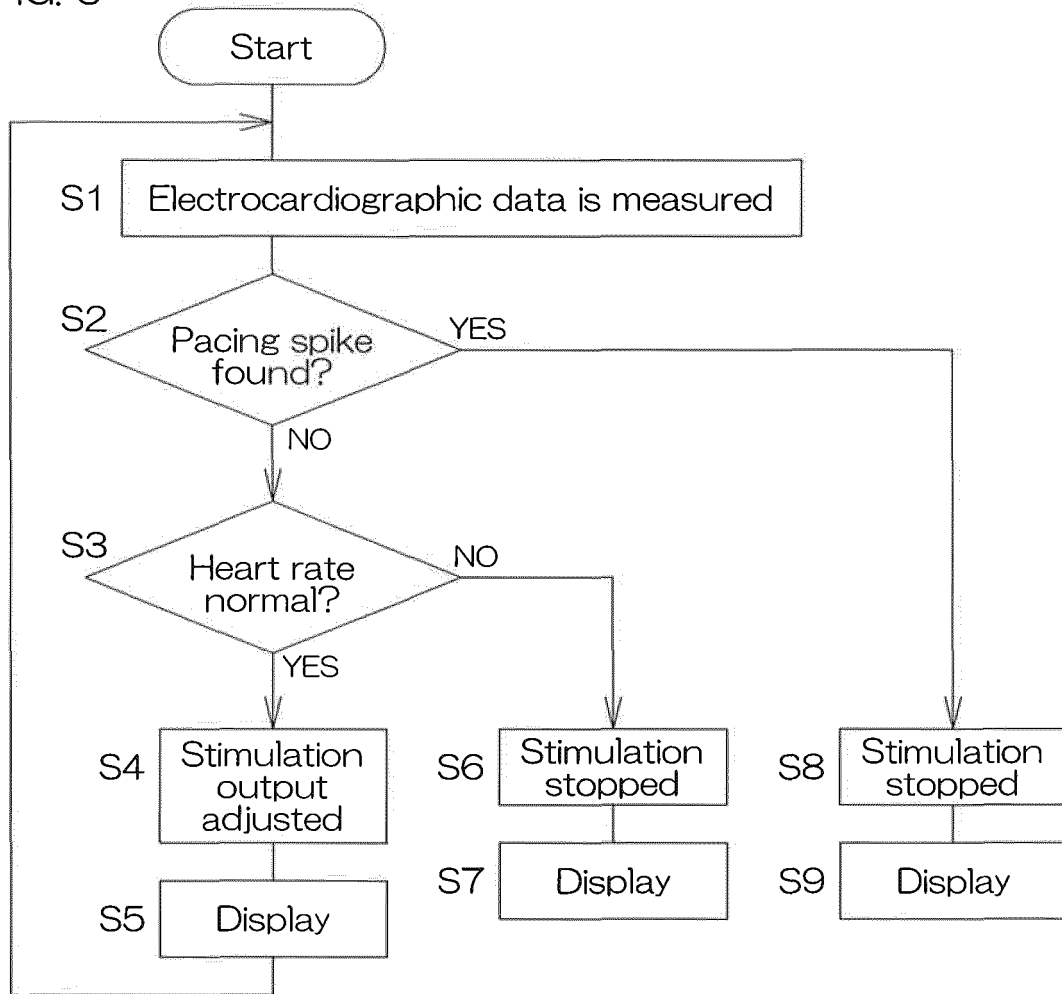 Start
S1 Electrocardiographic data is measured
S2
Pacing spike
found?
YES
NO
S3
Heart rate
normal?
NO
YES
S4
Stimulation
output
adjusted
S6
Stimulation
stopped
S8
Stimulation
stopped
S5 Display
S7 Display
S9 Display